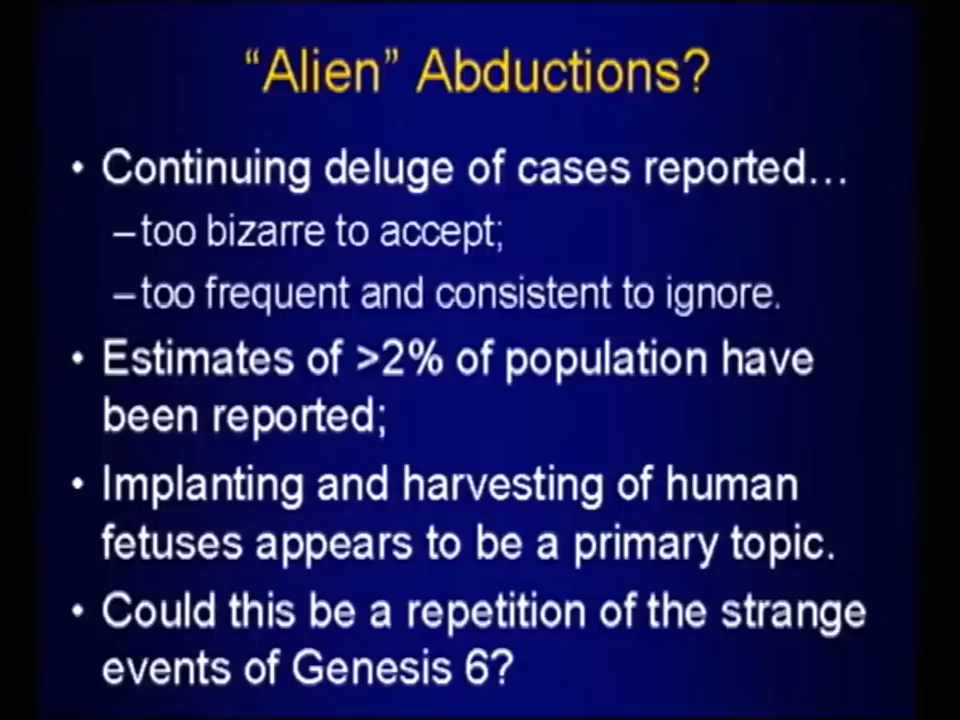 “Alien” Abductions?
• Continuing deluge of cases reported…
–too bizarre to accept;
–too frequent and consistent to ignore.
• Estimates of >2% of population have
been reported;
• Implanting and harvesting of human
fetuses appears to be a primary topic.
• Could this be a repetition of the strange
events of Genesis 6?